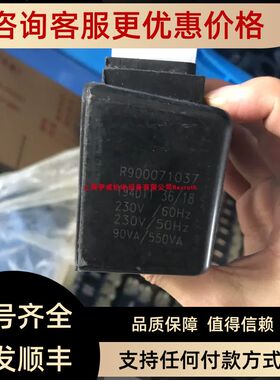 咨询客服更优惠价格
R900071037
36/18
230V /60Hz
230V /50Hz
90VA/550VA
号齐全
品质保障 值得信赖
发顺丰
支持任何付款方式